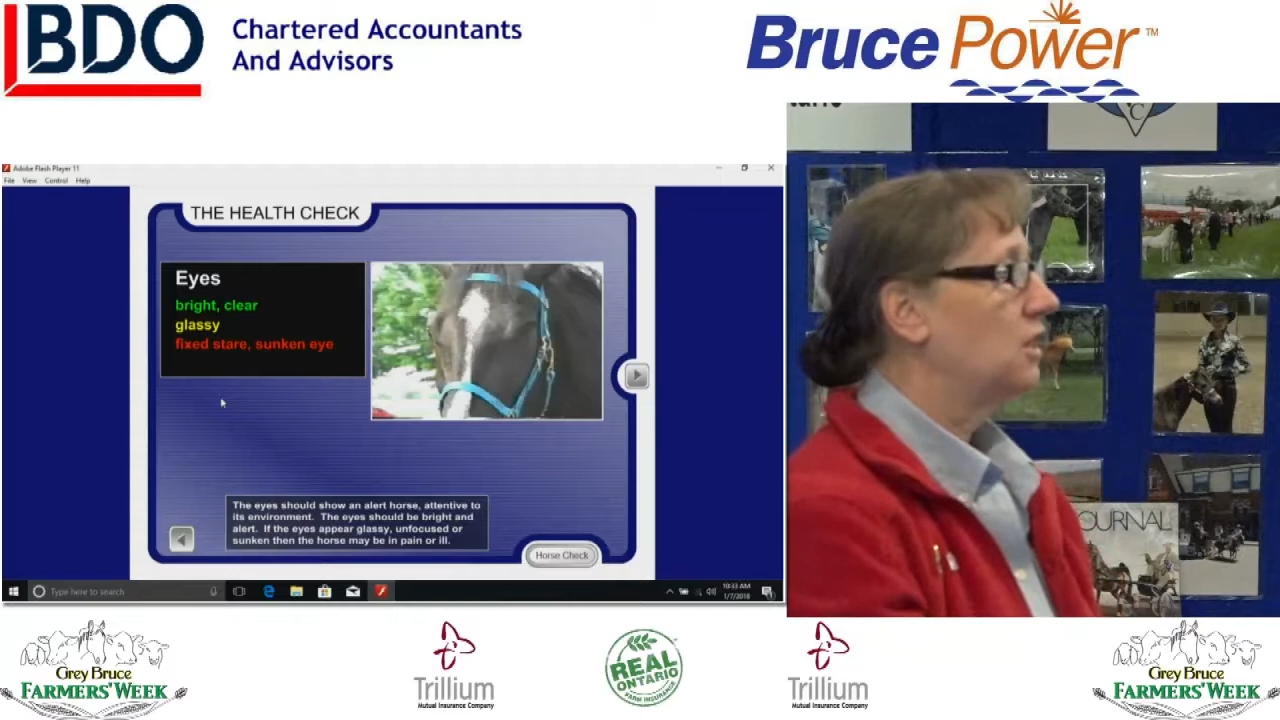 BDO
Chartered Accountants
And Advisors
Bruce Power™
Adobe Flash Player 11
File View Control Help
THE HEALTH CHECK
Eyes
bright, clear
glassy
fixed stare, sunken eye
The eyes should show an alert horse, attentive to
its environment. The eyes should be bright and
alert. If the eyes appear glassy, unfocused or
sunken then the horse may be in pain or ill.
Horse Check
Type here to search
10:33 AM
1/7/2018
OURNAL
Grey Bruce
FARMERS' WEEK
Trillium
Mutual Insurance Company
REAL
ONTARIO
FARM INSURANCE
Trillium
Mutual Insurance Company
Grey Bruce
FARMERS' WEEK